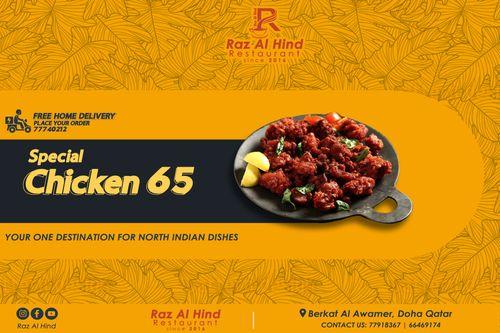 Raz Al Hind
Restaurant
since 2016
FREE HOME DELIVERY
PLACE YOUR ORDER
77740212
Special
Chicken 65
YOUR ONE DESTINATION FOR NORTH INDIAN DISHES
Raz Al Hind
Raz Al Hind
Restaurant
since 2016
Berkat Al Awamer, Doha Qatar
CONTACT US: 77918367 | 66469174